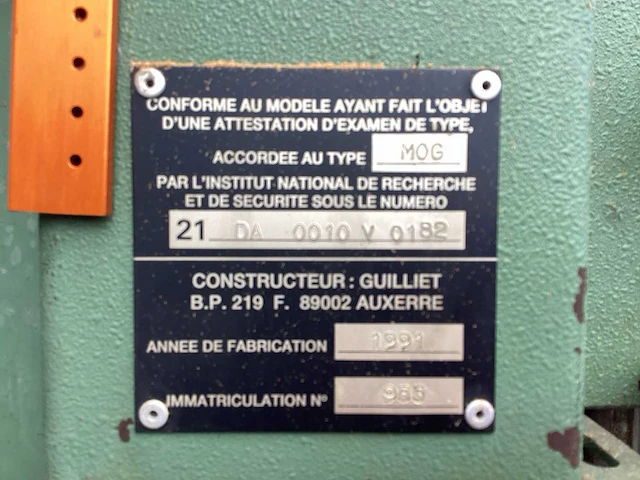 CONFORME AU MODELE AYANT FAIT L'OBJET
D'UNE ATTESTATION D'EXAMEN DE TYPE,
ACCORDEE AU TYPE MOG
PAR L'INSTITUT NATIONAL DE RECHERCHE
ET DE SECURITE SOUS LE NUMERO
21 DA 0010 V 0182
CONSTRUCTEUR : GUILLIET
B.P. 219 F. 89002 AUXERRE
ANNEE DE FABRICATION 1991
IMMATRICULATION N°